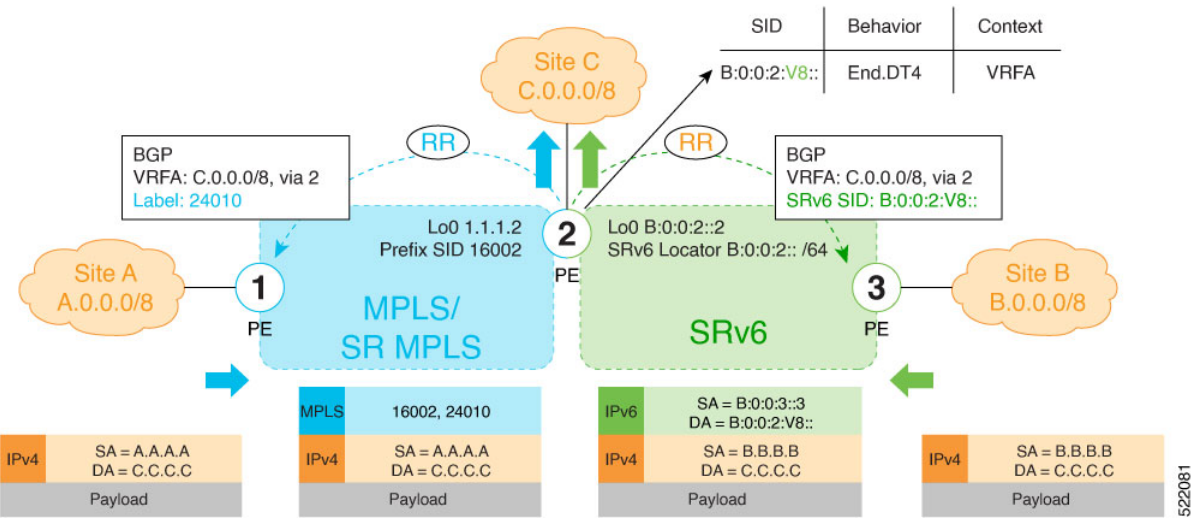 SID Behavior Context
B:0:0:2:V8:: End.DT4 VRFA
Site C
C.0.0.0/8
RR
RR
BGP
VRFA: C.0.0.0/8, via 2
Label: 24010
BGP
VRFA: C.0.0.0/8, via 2
SRv6 SID: B:0:0:2:V8::
Lo0 1.1.1.2
Prefix SID 16002
2
PE
Lo0 B:0:0:2::2
SRv6 Locator B:0:0:2:: /64
Site A
A.0.0.0/8
1
PE
MPLS/
SR MPLS
SRv6
3
PE
Site B
B.0.0.0/8
MPLS
16002, 24010
IPv6
SA = B:0:0:3::3
DA = B:0:0:2:V8::
IPv4
SA = A.A.A.A
DA = C.C.C.C
Payload
IPv4
SA = A.A.A.A
DA = C.C.C.C
Payload
IPv4
SA = B.B.B.B
DA = C.C.C.C
Payload
IPv4
SA = B.B.B.B
DA = C.C.C.C
Payload
522081